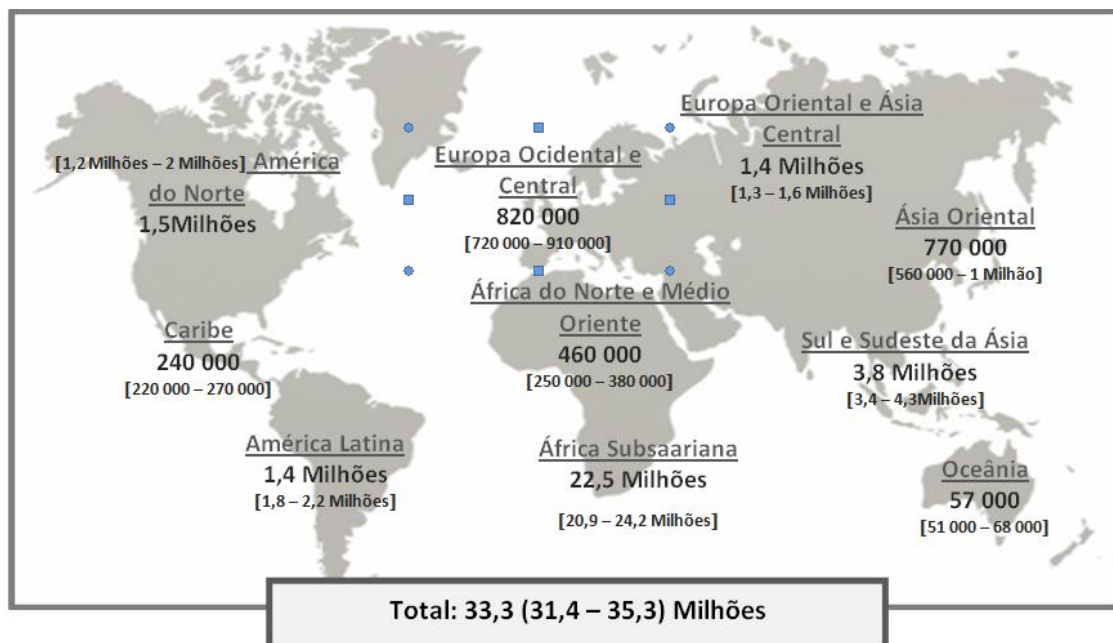 [1,2 Milhões – 2 Milhões] América
do Norte
1,5Milhões
Europa Ocidental e
Central
820 000
[720 000 – 910 000]
Europa Oriental e Ásia
Central
1,4 Milhões
[1,3 – 1,6 Milhões]
Ásia Oriental
770 000
[560 000 – 1 Milhão]
Caribe
240 000
[220 000 – 270 000]
África do Norte e Médio
Oriente
460 000
[250 000 – 380 000]
Sul e Sudeste da Ásia
3,8 Milhões
[3,4 – 4,3Milhões]
América Latina
1,4 Milhões
[1,8 – 2,2 Milhões]
África Subsaariana
22,5 Milhões
[20,9 – 24,2 Milhões]
Oceânia
57 000
[51 000 – 68 000]
Total: 33,3 (31,4 – 35,3) Milhões